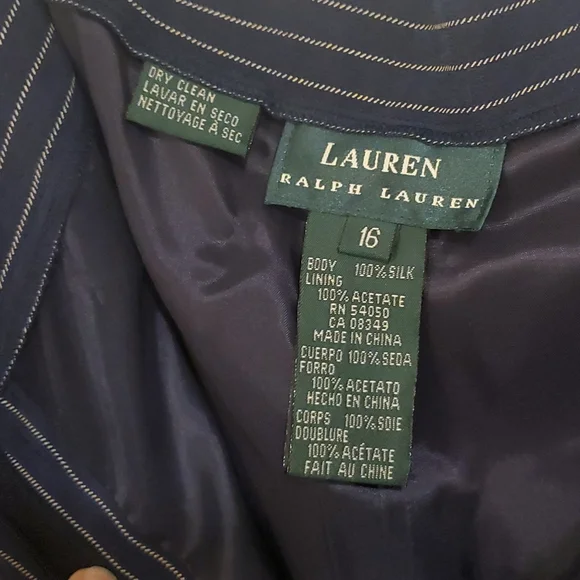 DRY CLEAN
LAVAR EN SECO
NETTOYAGE À SEC
LAUREN
RALPH LAUREN
16
BODY 100% SILK
LINING
100% ACETATE
RN 54050
CA 08349
MADE IN CHINA
CUERPO 100% SEDA
FORRO
100% ACETATO
HECHO EN CHINA
CORPS 100% SOIE
DOUBLURE
100% ACÉTATE
FAIT AU CHINE